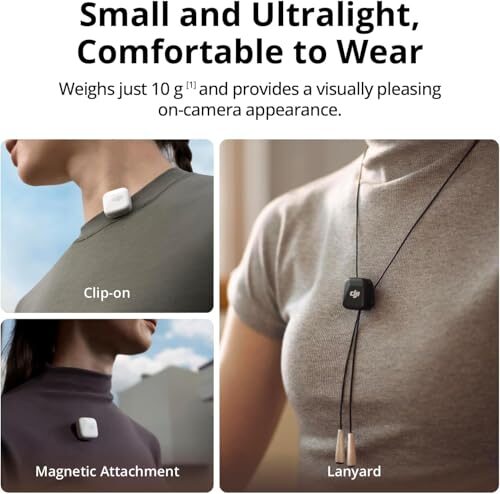 Small and Ultralight,
Comfortable to Wear
Weighs just 10 g [1] and provides a visually pleasing
on-camera appearance.
Clip-on
dji
Magnetic Attachment
Lanyard